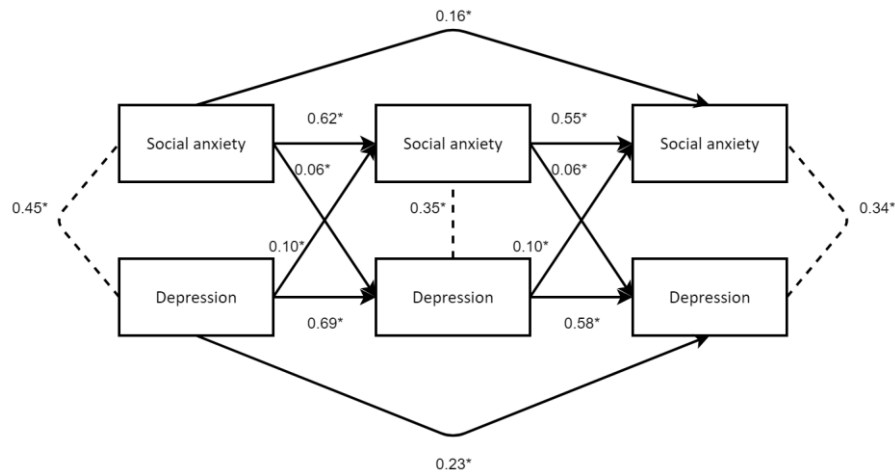 0.16*
0.62*
0.55*
Social anxiety
Social anxiety
Social anxiety
0.06*
0.06*
0.45*
0.35*
0.34*
0.10*
0.10*
Depression
Depression
Depression
0.69*
0.58*
0.23*